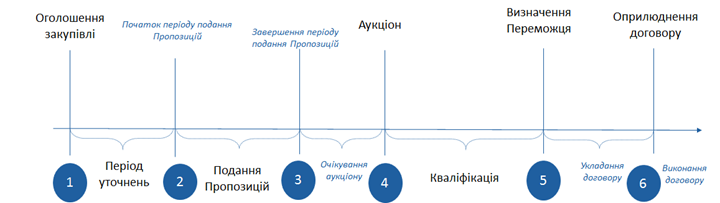 Оголошення
закупівлі
Початок періоду подання
Пропозицій
Завершення періоду
подання Пропозицій
Аукціон
Визначення
Переможця
Оприлюднення
договору
1
Період
уточнень
2
Подання
Пропозицій
3
Очікування
аукціону
4
Кваліфікація
5
Укладання
договору
6
Виконання
договору